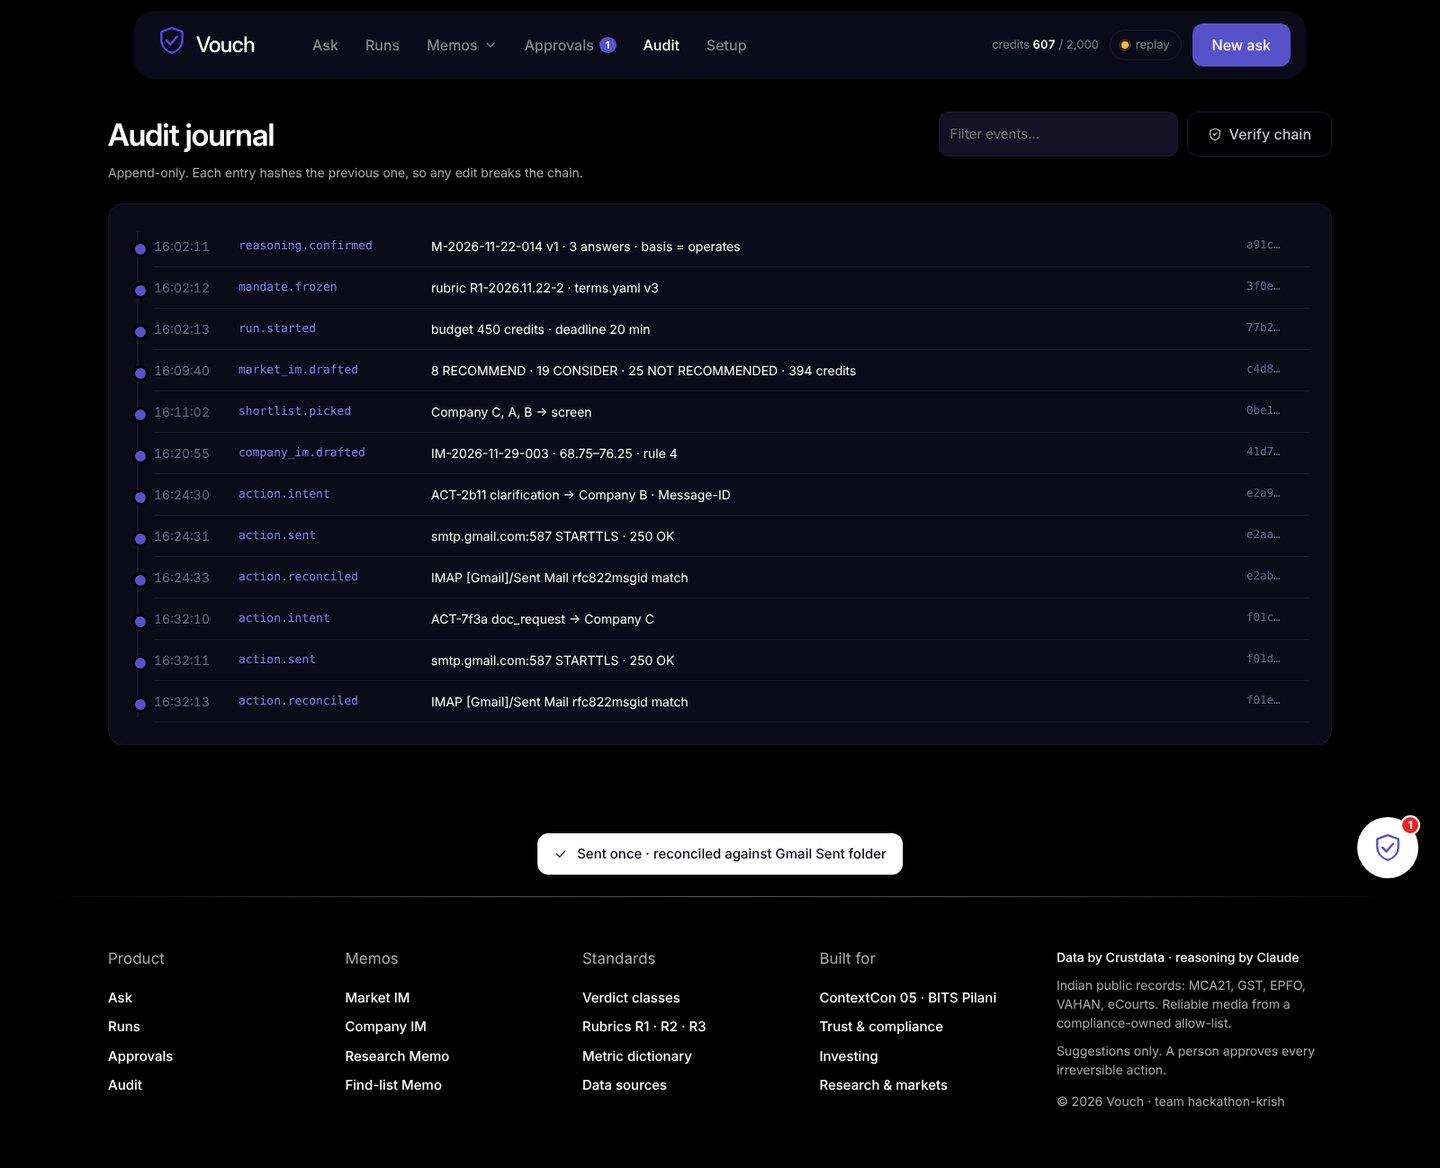 Vouch
Ask
Runs
Memos
Approvals 1
Audit
Setup
credits 607 / 2,000
replay
New ask
Audit journal
Filter events...
Verify chain
Append-only. Each entry hashes the previous one, so any edit breaks the chain.
16:02:11 reasoning.confirmed M-2026-11-22-014 v1 · 3 answers · basis = operates a91c…
16:02:12 mandate.frozen rubric R1-2026.11.22-2 · terms.yaml v3 3f0e…
16:02:13 run.started budget 450 credits · deadline 20 min 77b2…
16:09:40 market_im.drafted 8 RECOMMEND · 19 CONSIDER · 25 NOT RECOMMENDED · 394 credits c4d8…
16:11:02 shortlist.picked Company C, A, B → screen 0be1…
16:20:55 company_im.drafted IM-2026-11-29-003 · 68.75–76.25 · rule 4 41d7…
16:24:30 action.intent ACT-2b11 clarification → Company B · Message-ID e2a9…
16:24:31 action.sent smtp.gmail.com:587 STARTTLS · 250 OK e2aa…
16:24:33 action.reconciled IMAP [Gmail]/Sent Mail rfc822msgid match e2ab…
16:32:10 action.intent ACT-7f3a doc_request → Company C f01c…
16:32:11 action.sent smtp.gmail.com:587 STARTTLS · 250 OK f01d…
16:32:13 action.reconciled IMAP [Gmail]/Sent Mail rfc822msgid match f01e…
Sent once · reconciled against Gmail Sent folder
1
Product
Ask
Runs
Approvals
Audit
Memos
Market IM
Company IM
Research Memo
Find-list Memo
Standards
Verdict classes
Rubrics R1 · R2 · R3
Metric dictionary
Data sources
Built for
ContextCon 05 · BITS Pilani
Trust & compliance
Investing
Research & markets
Data by Crustdata · reasoning by Claude
Indian public records: MCA21, GST, EPFO,
VAHAN, eCourts. Reliable media from a
compliance-owned allow-list.
Suggestions only. A person approves every
irreversible action.
© 2026 Vouch · team hackathon-krish